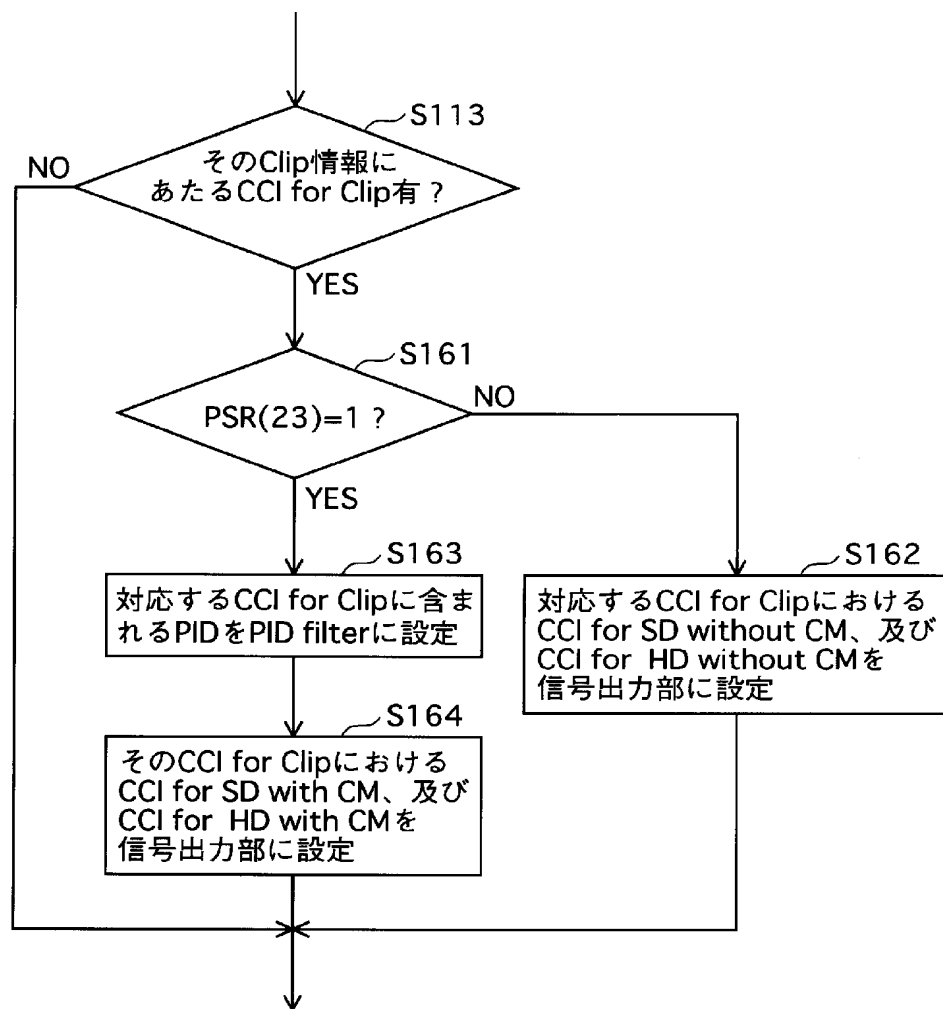 S113
NO
そのClip情報に
あたるCCI for Clip有？
YES
S161
NO
PSR(23)=1？
YES
S163
対応するCCI for Clipに含ま
れるPIDをPID filterに設定
S162
対応するCCI for Clipにおける
CCI for SD without CM、及び
CCI for HD without CMを
信号出力部に設定
S164
そのCCI for Clipにおける
CCI for SD with CM、及び
CCI for HD with CMを
信号出力部に設定